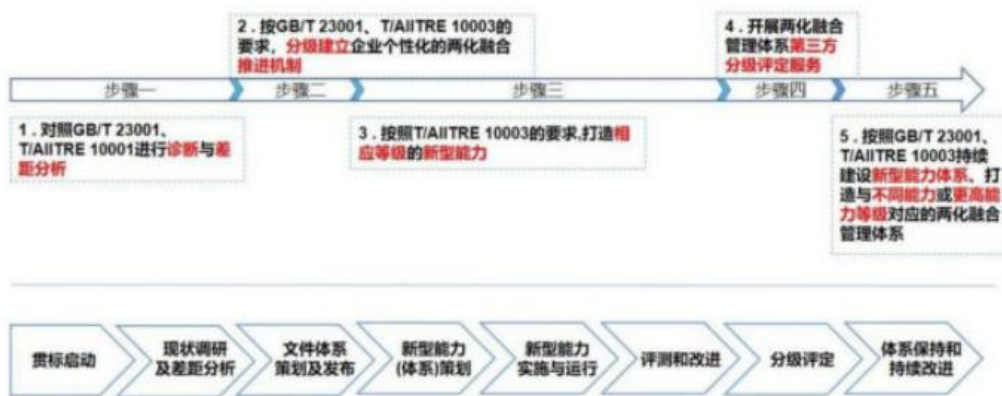 2．按GB/T 23001、T/AIITRE 10003的
要求，分级建立企业个性化的两化融合
推进机制
4．开展两化融合
管理体系第三方
分级评定服务
步骤一
步骤二
步骤三
步骤四
步骤五
1．对照GB/T 23001、
T/AIITRE 10001进行诊断与差
距分析
3．按照T/AIITRE 10003的要求,打造相
应等级的新型能力
5．按照GB/T 23001、
T/AIITRE 10003持续
建设新型能力体系、打
造与不同能力或更高能
力等级对应的两化融合
管理体系
贯标启动
现状调研
及差距分析
文件体系
策划及发布
新型能力
(体系)策划
新型能力
实施与运行
评测和改进
分级评定
体系保持和
持续改进